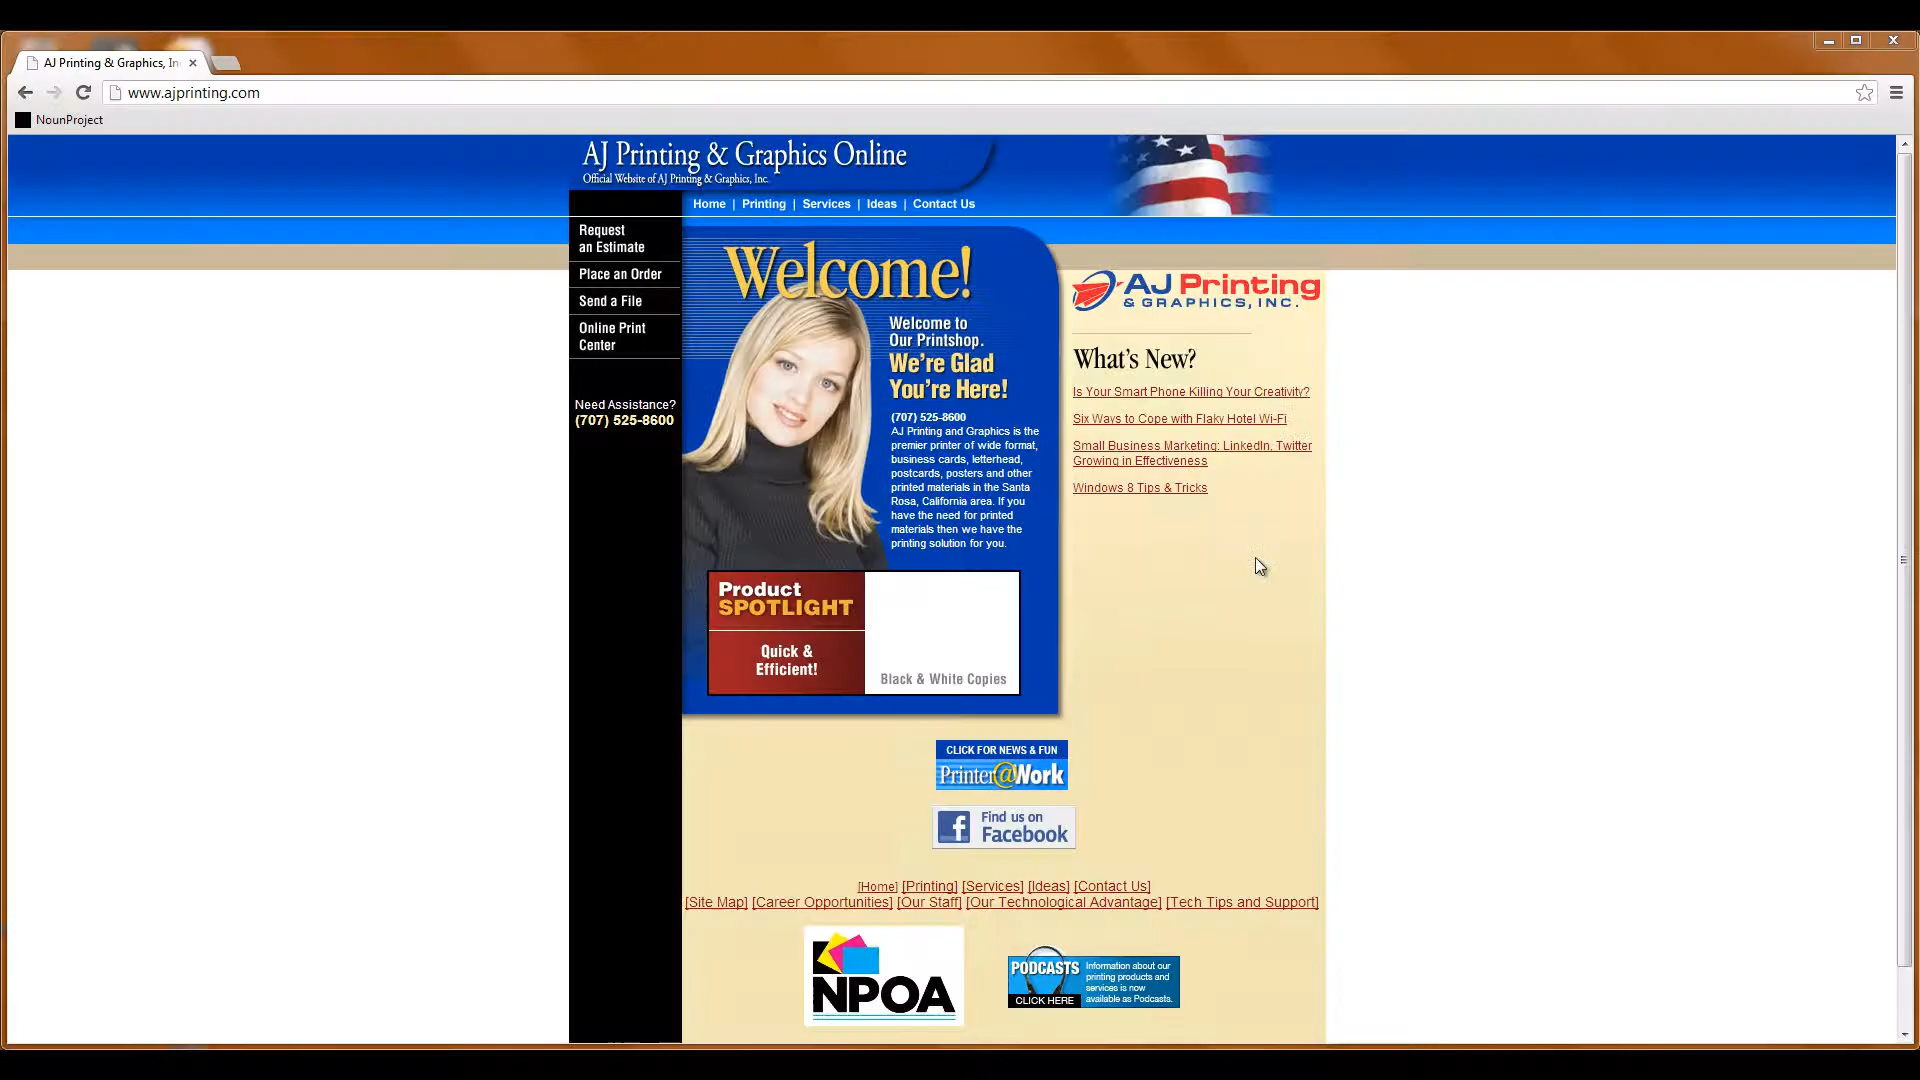 AJ Printing & Graphics, In
www.ajprinting.com
NounProject
AJ Printing & Graphics Online
Official Website of AJ Printing & Graphics, Inc.
Home | Printing | Services | Ideas | Contact Us
Request
an Estimate
Place an Order
Send a File
Online Print
Center
Need Assistance?
(707) 525-8600
Welcome!
Welcome to
Our Printshop.
We're Glad
You're Here!
(707) 525-8600
AJ Printing and Graphics is the
premier printer of wide format,
business cards, letterhead,
postcards, posters and other
printed materials in the Santa
Rosa, California area. If you
have the need for printed
materials then we have the
printing solution for you.
Product
SPOTLIGHT
Quick &
Efficient!
Black & White Copies
AJ Printing
& GRAPHICS, INC.
What's New?
Is Your Smart Phone Killing Your Creativity?
Six Ways to Cope with Flaky Hotel Wi-Fi
Small Business Marketing: LinkedIn, Twitter
Growing in Effectiveness
Windows 8 Tips & Tricks
CLICK FOR NEWS & FUN
Printer@Work
Find us on
Facebook
[Home] [Printing] [Services] [Ideas] [Contact Us]
[Site Map] [Career Opportunities] [Our Staff] [Our Technological Advantage] [Tech Tips and Support]
NPOA
PODCASTS
CLICK HERE
Information about our
printing products and
services is now
available as Podcasts.